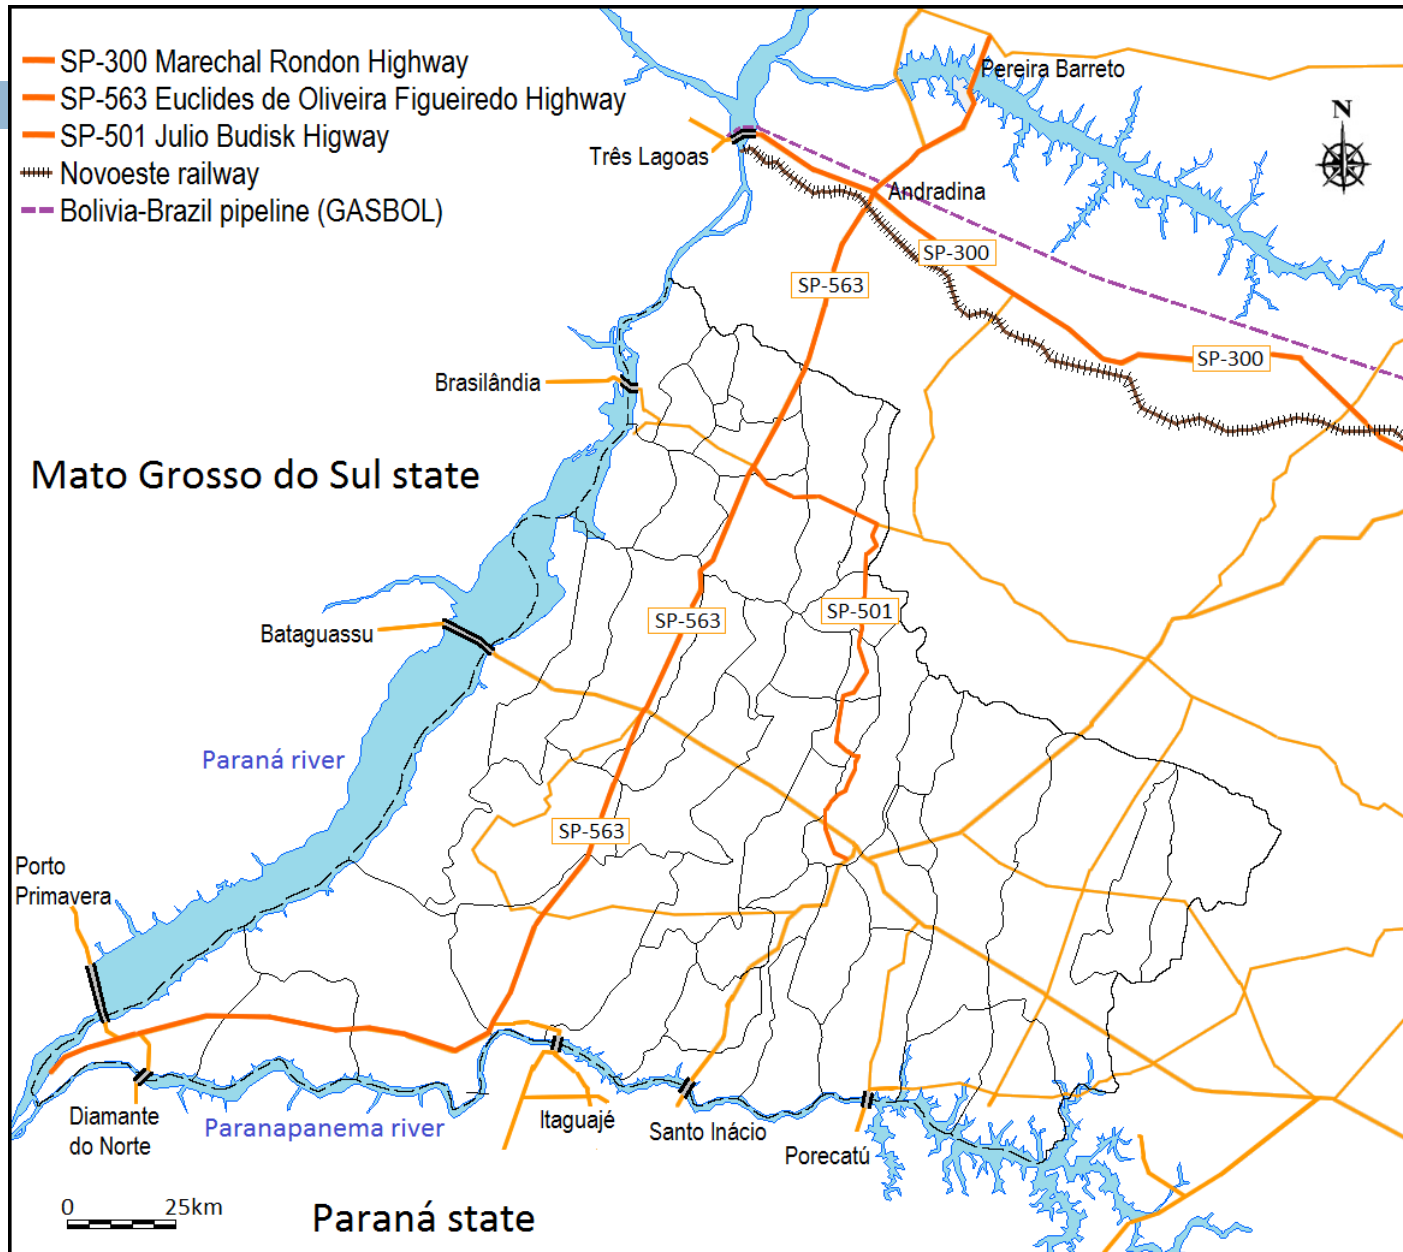 SP-300 Marechal Rondon Highway
SP-563 Euclides de Oliveira Figueiredo Highway
SP-501 Julio Budisk Higway
Novoeste railway
Bolivia-Brazil pipeline (GASBOL)
Pereira Barreto
N
Três Lagoas
Andradina
SP-300
SP-563
SP-300
Brasilândia
Mato Grosso do Sul state
SP-501
SP-563
Bataguassu
Paraná river
SP-563
Porto
Primavera
Diamante
do Norte
Paranapanema river
Itaguajé
Santo Inácio
Porecatú
0 25km
Paraná state